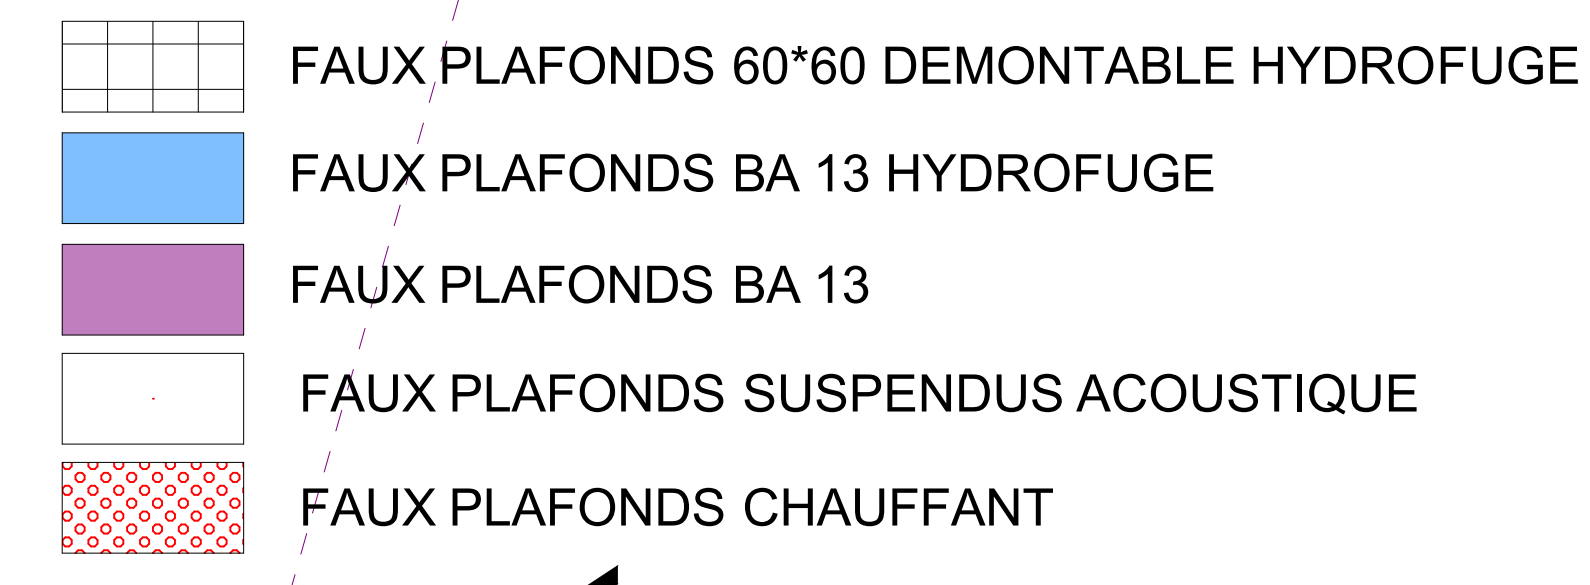 FAUX PLAFONDS 60*60 DEMONTABLE HYDROFUGE
FAUX PLAFONDS BA 13 HYDROFUGE
FAUX PLAFONDS BA 13
FAUX PLAFONDS SUSPENDUS ACOUSTIQUE
FAUX PLAFONDS CHAUFFANT